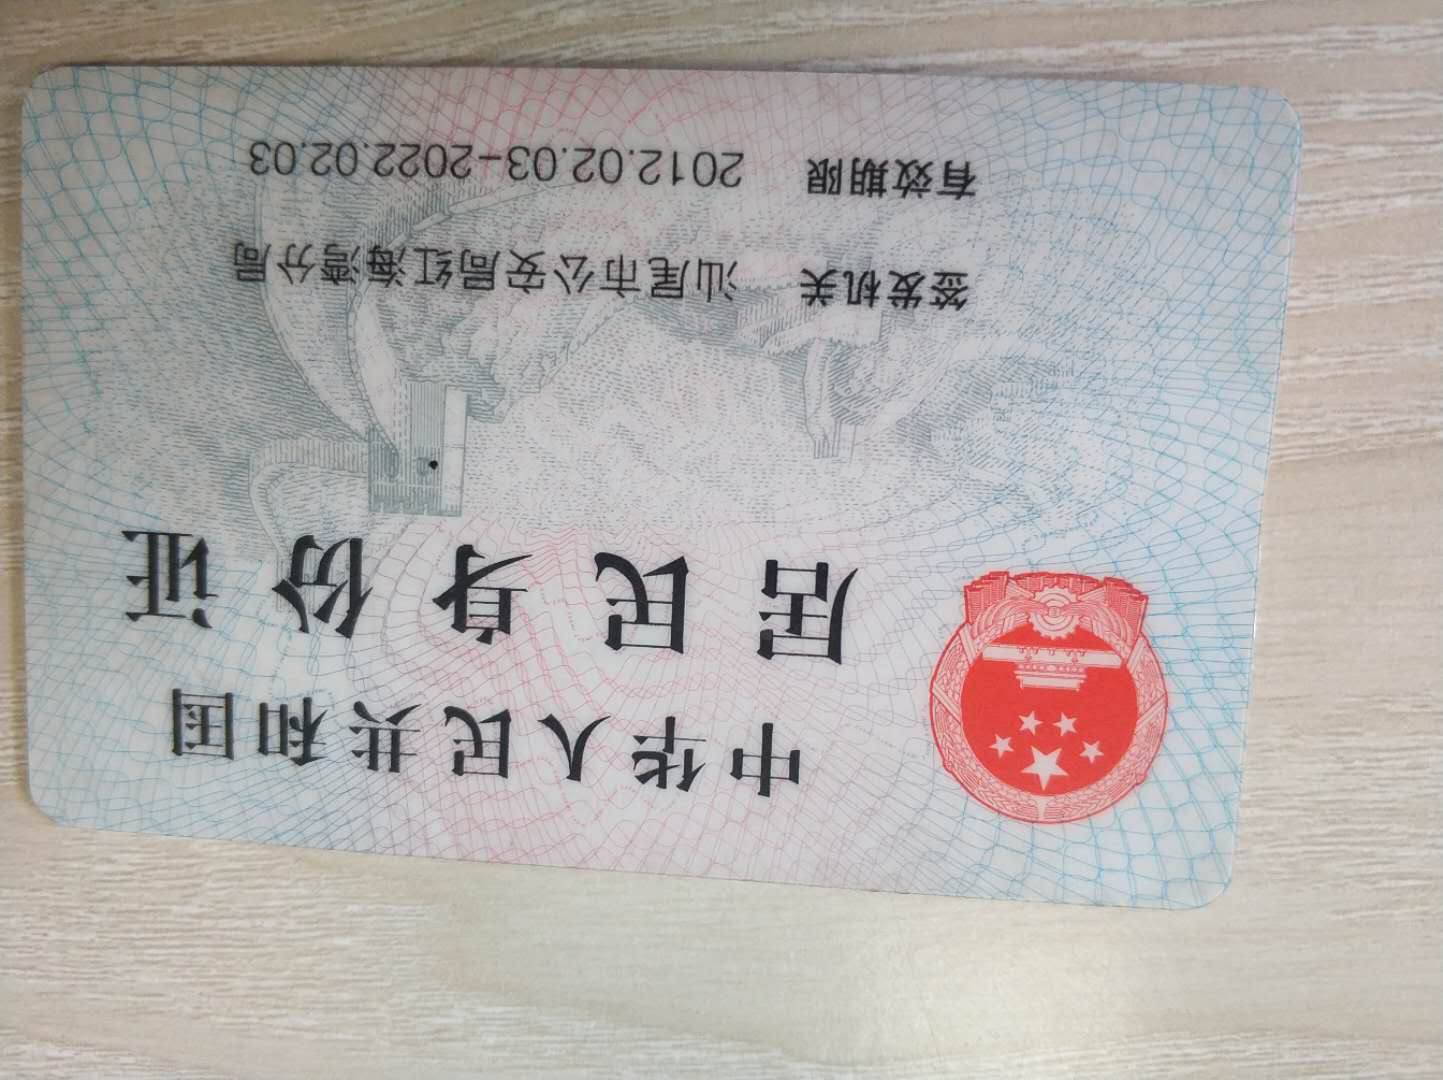 中华人民共和国
居民身份证
签发机关 汕尾市公安局红海湾分局
有效期限 2012.02.03-2022.02.03